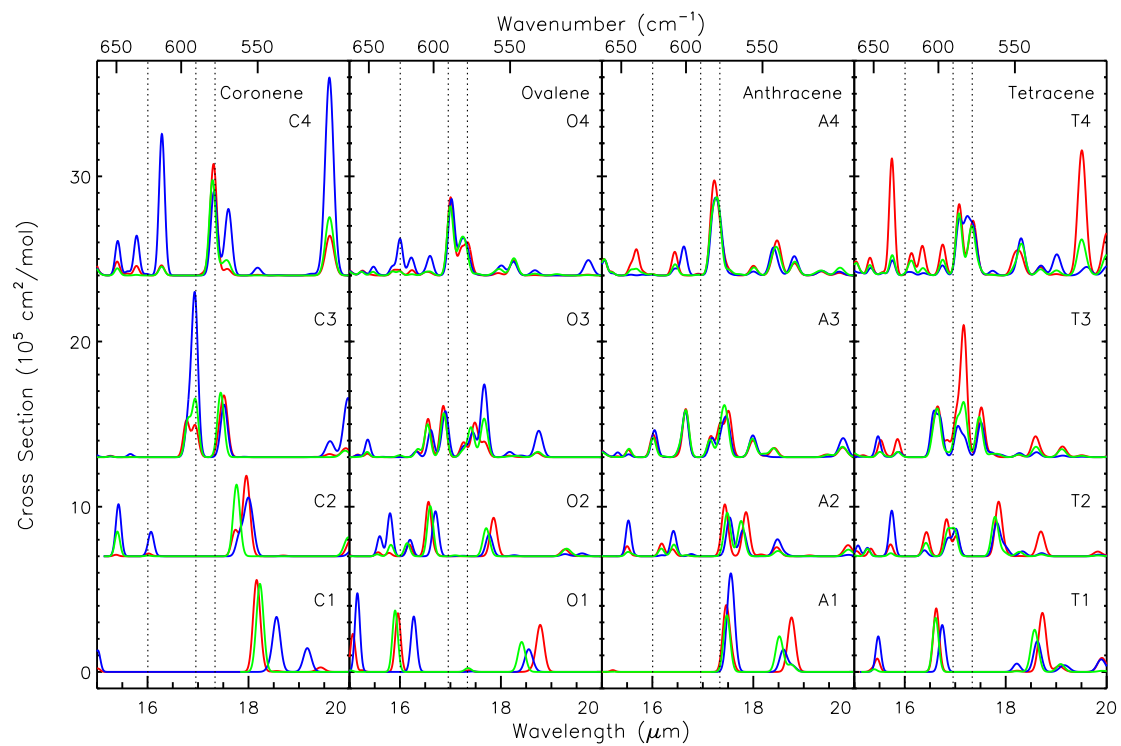 Wavenumber (cm⁻¹)
650 600 550 650 600 550 650 600 550 650 600 550
Coronene Ovalene Anthracene Tetracene
C4 O4 A4 T4
30
C3 O3 A3 T3
20
C2 O2 A2 T2
10
C1 O1 A1 T1
0
16 18 20 16 18 20 16 18 20 16 18 20
Wavelength (μm)
Cross Section (10⁵ cm²/mol)